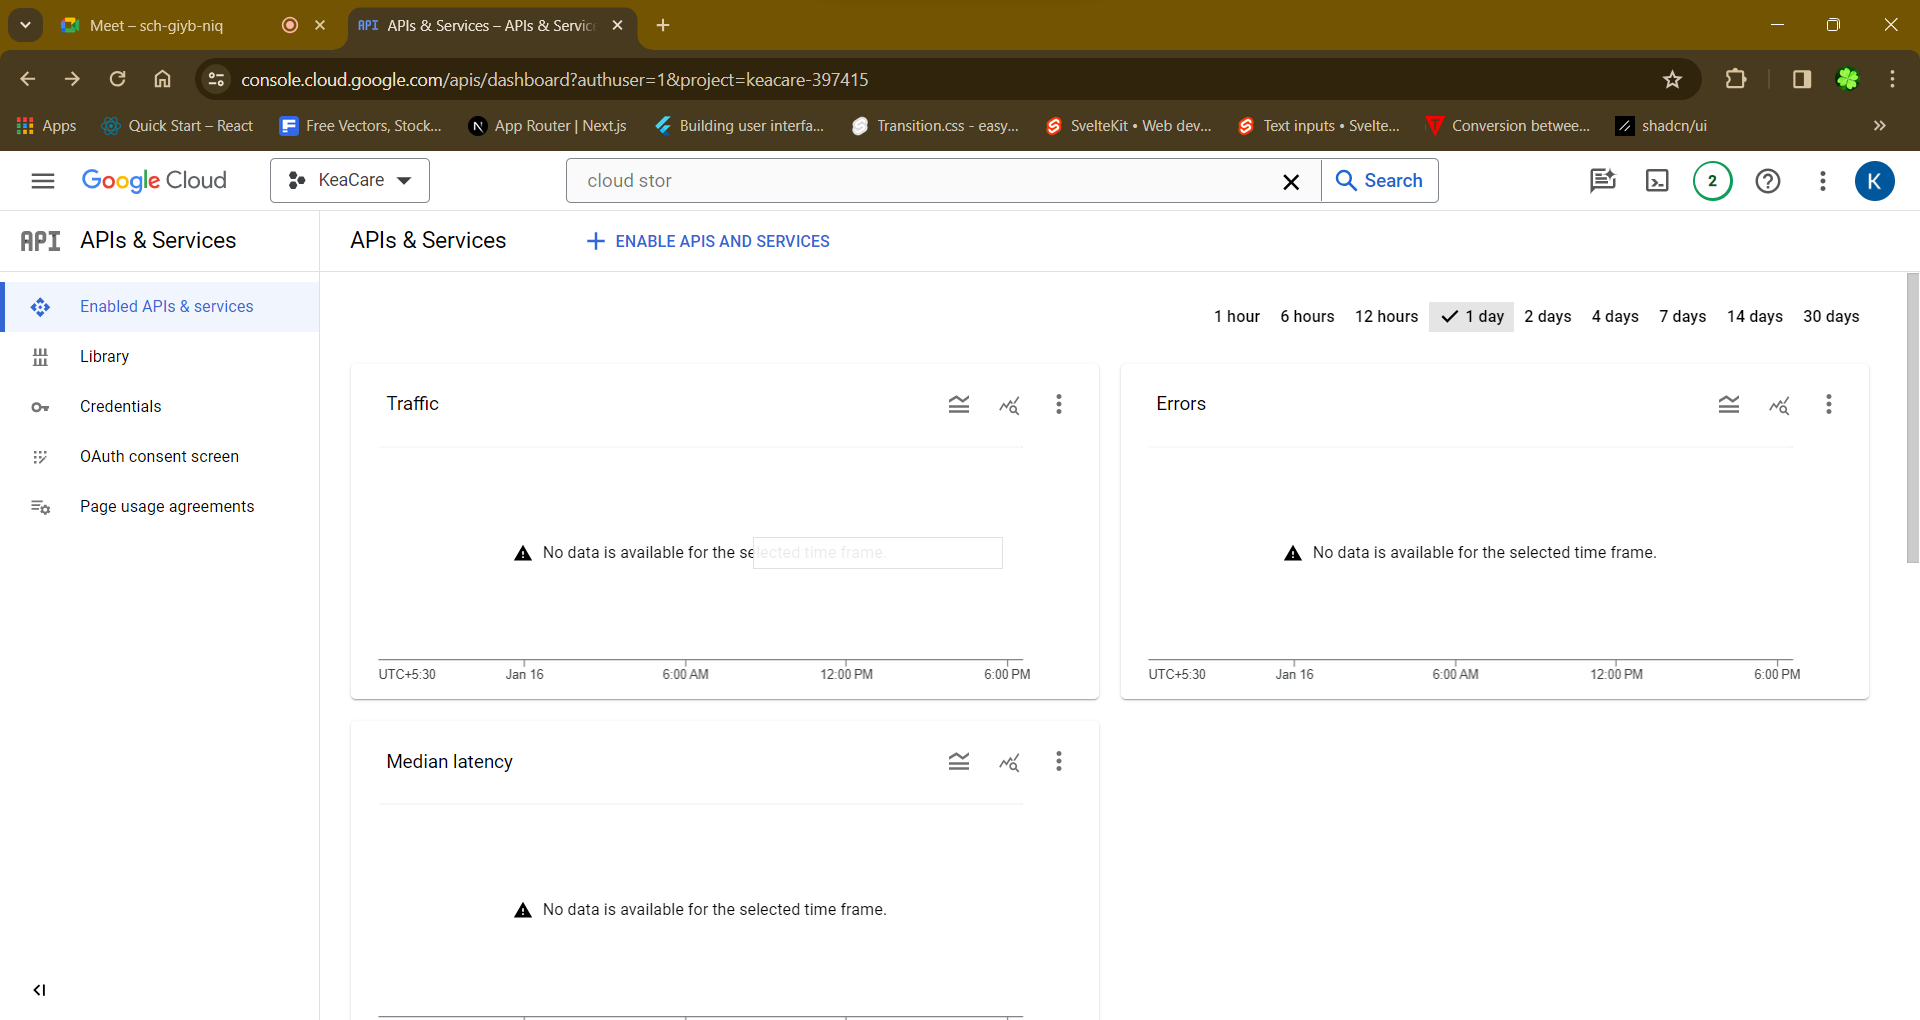 Meet – sch-giyb-niq
API APIs & Services – APIs & Servic
console.cloud.google.com/apis/dashboard?authuser=1&project=keacare-397415
Apps
Quick Start – React
Free Vectors, Stock...
N App Router | Next.js
Building user interfa...
Transition.css - easy...
SvelteKit • Web dev...
Text inputs • Svelte...
Conversion betwee...
shadcn/ui
Google Cloud
KeaCare
cloud stor
Search
2
K
API APIs & Services
APIs & Services
ENABLE APIS AND SERVICES
Enabled APIs & services
Library
Credentials
OAuth consent screen
Page usage agreements
1 hour 6 hours 12 hours 1 day 2 days 4 days 7 days 14 days 30 days
Traffic
No data is available for the selected time frame.
UTC+5:30 Jan 16 6:00 AM 12:00 PM 6:00 PM
Errors
No data is available for the selected time frame.
UTC+5:30 Jan 16 6:00 AM 12:00 PM 6:00 PM
Median latency
No data is available for the selected time frame.